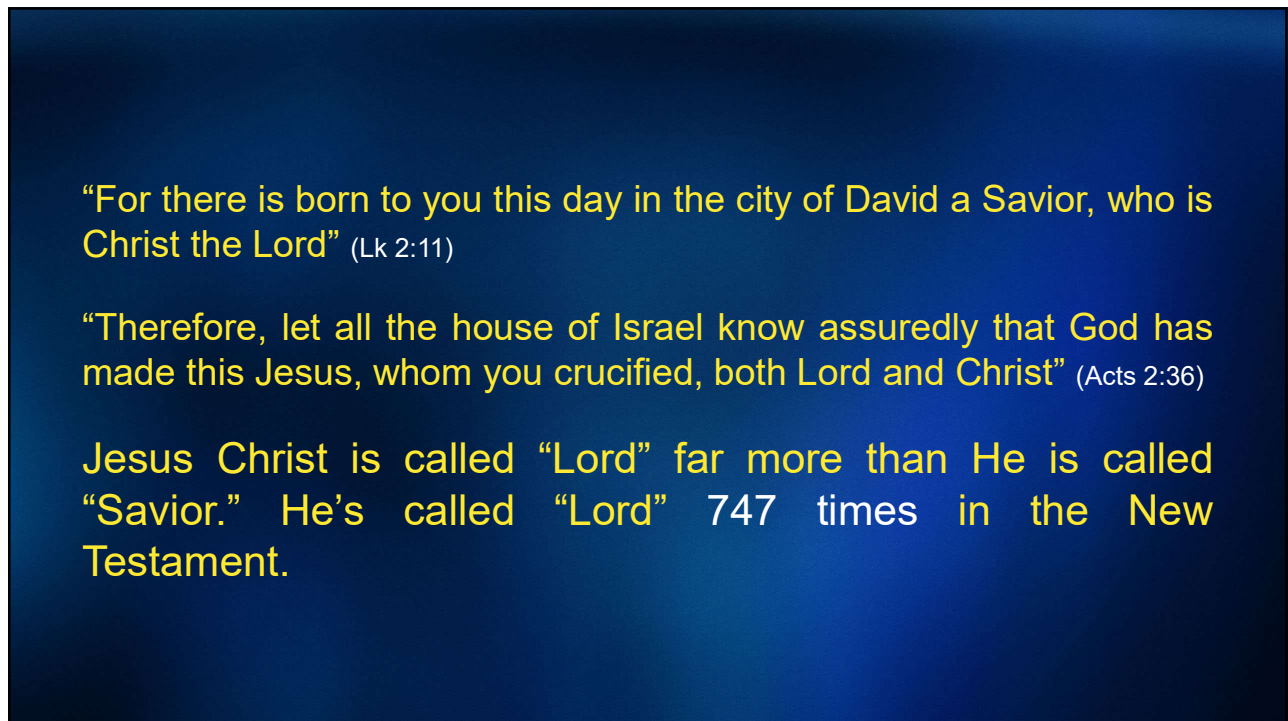 “For there is born to you this day in the city of David a Savior, who is
Christ the Lord” (Lk 2:11)
“Therefore, let all the house of Israel know assuredly that God has
made this Jesus, whom you crucified, both Lord and Christ” (Acts 2:36)
Jesus Christ is called “Lord” far more than He is called
“Savior.” He’s called “Lord” 747 times in the New
Testament.